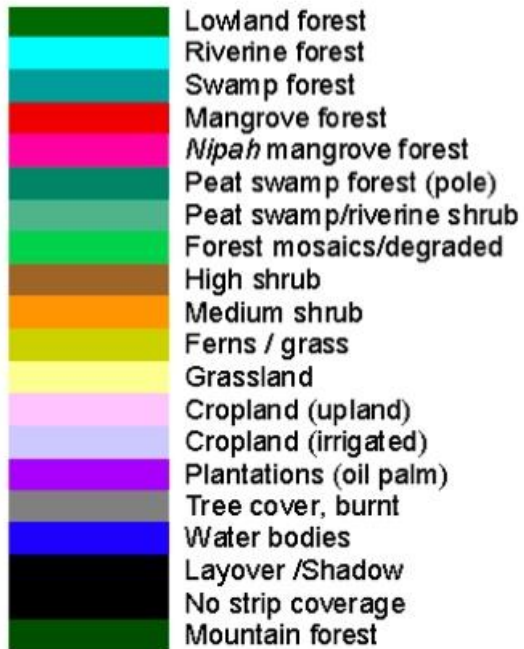 Lowland forest
Riverine forest
Swamp forest
Mangrove forest
Nipah mangrove forest
Peat swamp forest (pole)
Peat swamp/riverine shrub
Forest mosaics/degraded
High shrub
Medium shrub
Ferns / grass
Grassland
Cropland (upland)
Cropland (irrigated)
Plantations (oil palm)
Tree cover, burnt
Water bodies
Layover /Shadow
No strip coverage
Mountain forest